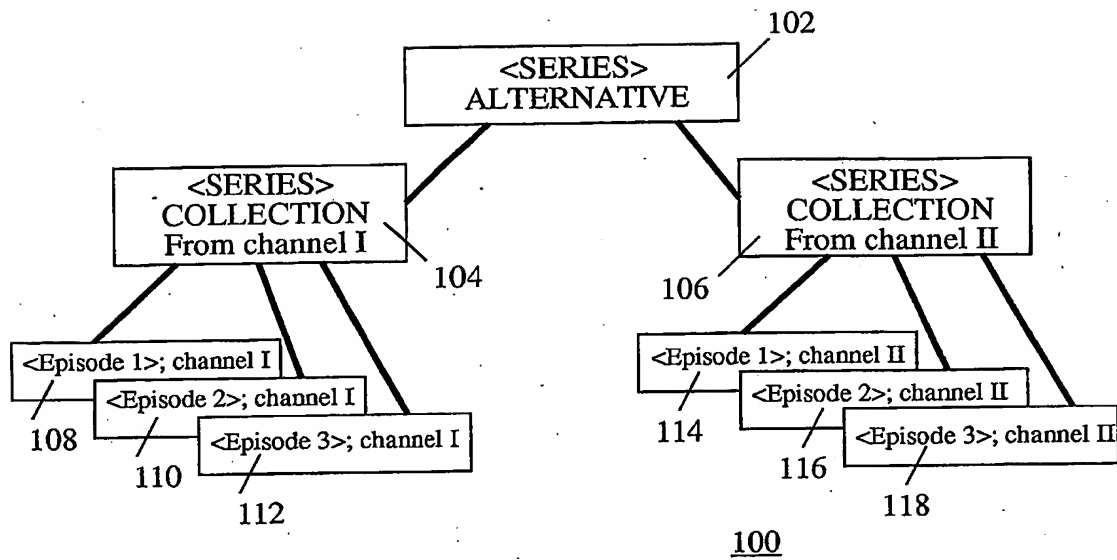 102
<SERIES>
ALTERNATIVE
<SERIES>
COLLECTION
From channel I
104
<SERIES>
COLLECTION
From channel II
106
<Episode 1>; channel I
108
<Episode 2>; channel I
110
<Episode 3>; channel I
112
<Episode 1>; channel II
114
<Episode 2>; channel II
116
<Episode 3>; channel II
118
100